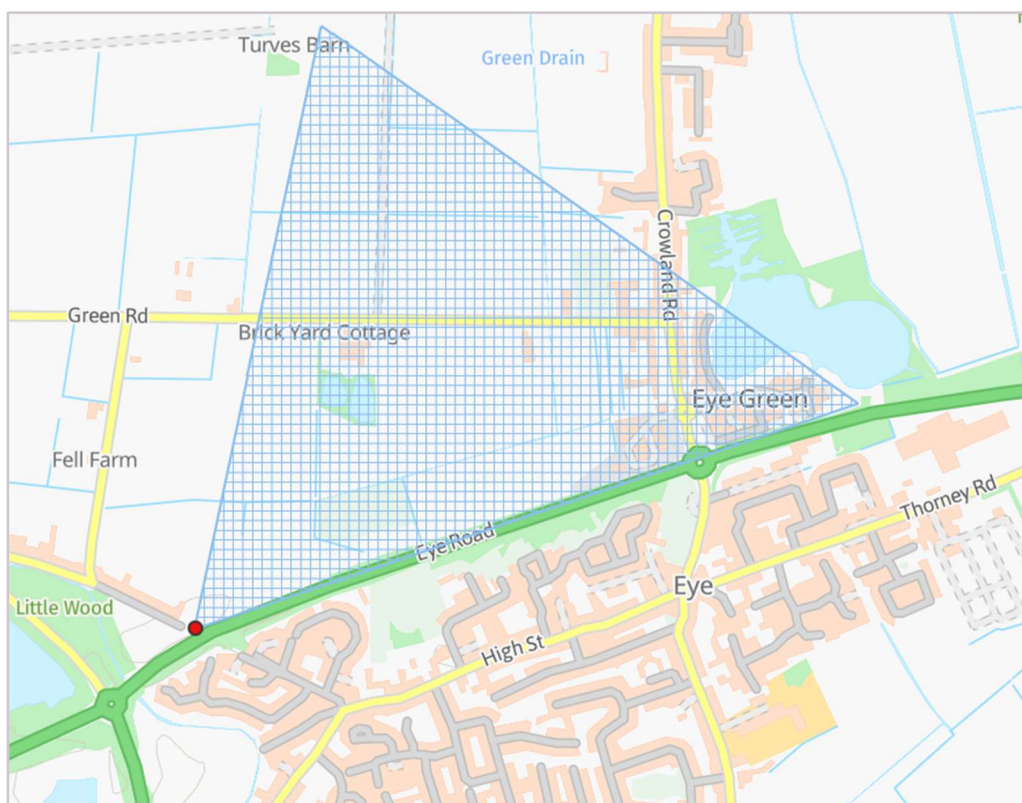 Turves Barn
Green Drain
Crowland Rd
Green Rd
Brick Yard Cottage
Eye Green
Fell Farm
Thorney Rd
Eye Road
Eye
Little Wood
High St